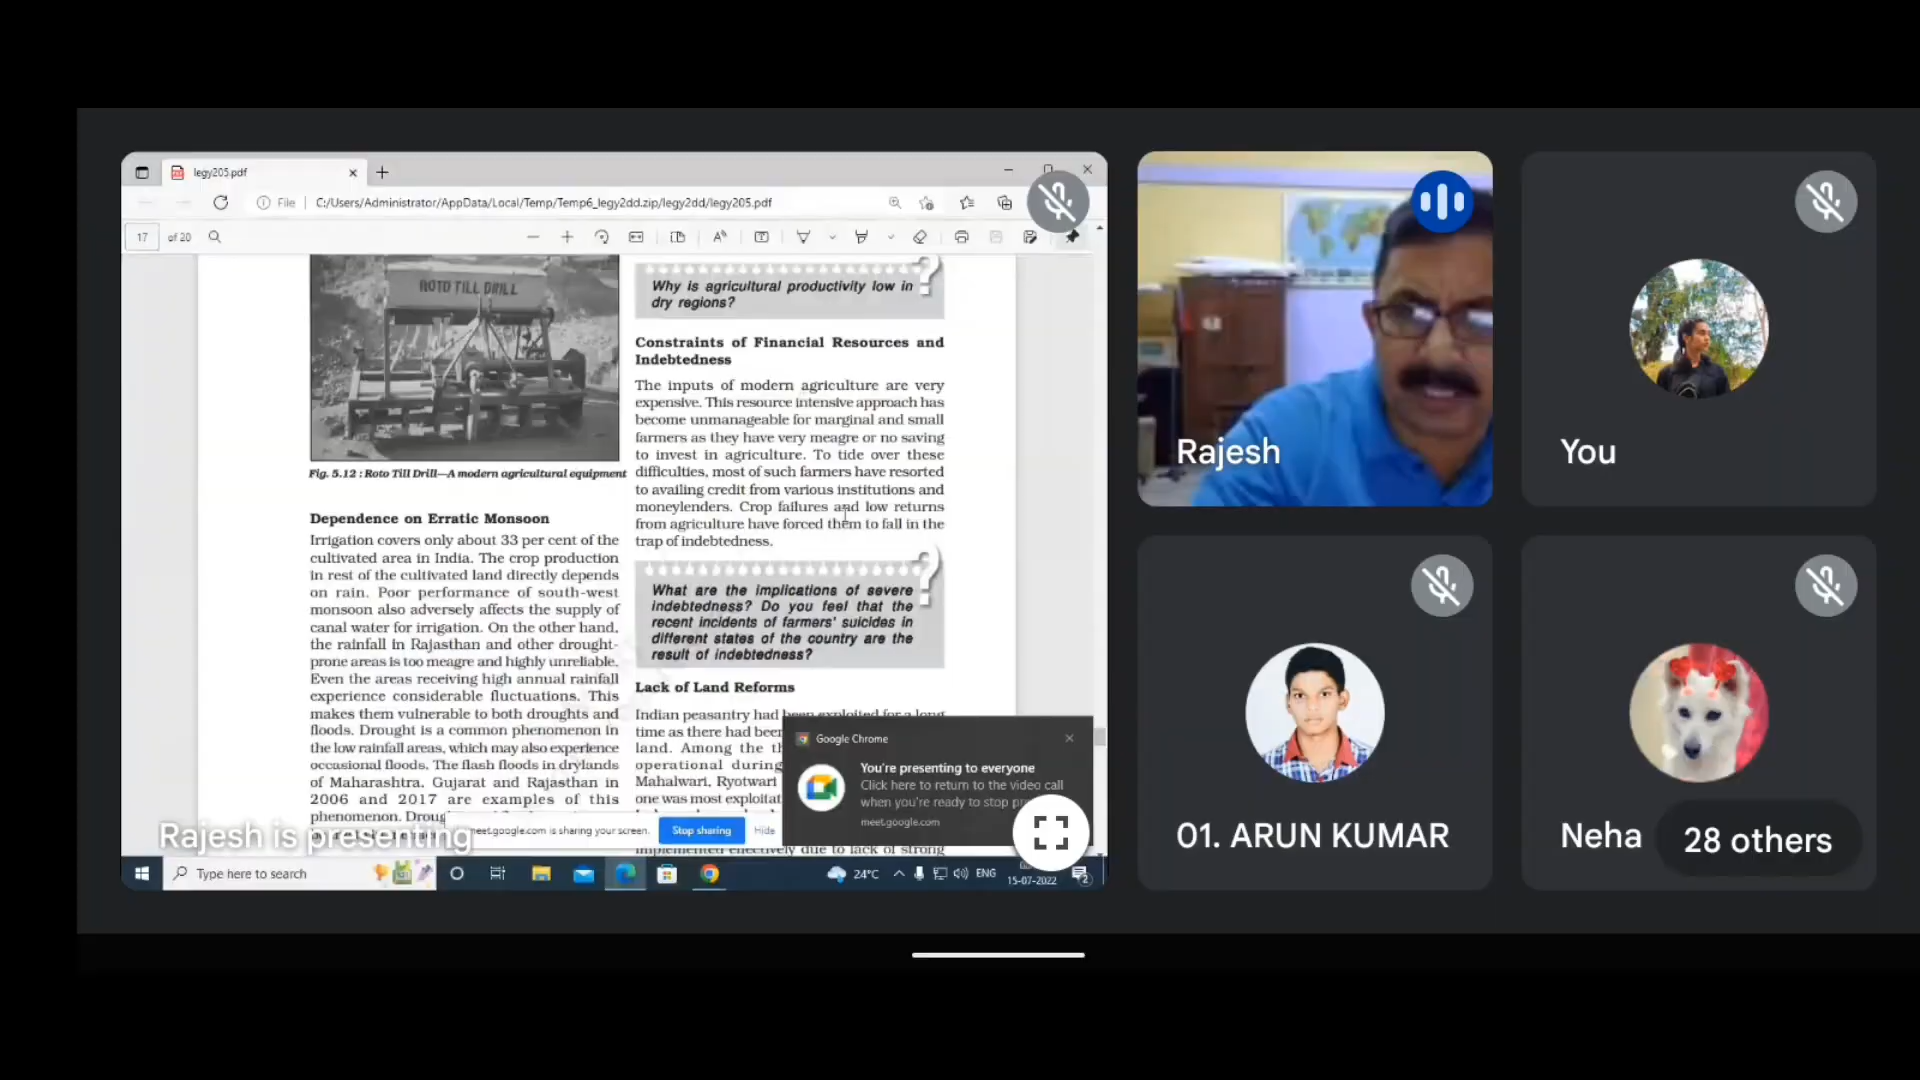 legy205.pdf
File
C:/Users/Administrator/AppData/Local/Temp/Temp6_legy2dd.zip/legy2dd/legy205.pdf
17 of 20
ROTO TILL DRILL
Fig. 5.12 : Roto Till Drill—A modern agricultural equipment
Dependence on Erratic Monsoon
Irrigation covers only about 33 per cent of the
cultivated area in India. The crop production
in rest of the cultivated land directly depends
on rain. Poor performance of south-west
monsoon also adversely affects the supply of
canal water for irrigation. On the other hand,
the rainfall in Rajasthan and other drought-
prone areas is too meagre and highly unreliable.
Even the areas receiving high annual rainfall
experience considerable fluctuations. This
makes them vulnerable to both droughts and
floods. Drought is a common phenomenon in
the low rainfall areas, which may also experience
occasional floods. The flash floods in drylands
of Maharashtra, Gujarat and Rajasthan in
2006 and 2017 are examples of this
phenomenon.
Why is agricultural productivity low in
dry regions?
?
Constraints of Financial Resources and
Indebtedness
The inputs of modern agriculture are very
expensive. This resource intensive approach has
become unmanageable for marginal and small
farmers as they have very meagre or no saving
to invest in agriculture. To tide over these
difficulties, most of such farmers have resorted
to availing credit from various institutions and
moneylenders. Crop failures and low returns
from agriculture have forced them to fall in the
trap of indebtedness.
What are the implications of severe
indebtedness? Do you feel that the
recent incidents of farmers' suicides in
different states of the country are the
result of indebtedness?
?
Lack of Land Reforms
Indian peasantry had been exploited for a long
time as there had been
land. Among the
operational during
Mahalwari, Ryotwari
one was most
implemented effectively due to lack of strong
Google Chrome
You're presenting to everyone
Click here to return to the video call
when you're ready to stop
meet.google.com
meet.google.com is sharing your screen.
Stop sharing
Hide
Rajesh is presenting
Type here to search
24°C
ENG
15-07-2022
2
Rajesh
You
01. ARUN KUMAR
Neha
28 others